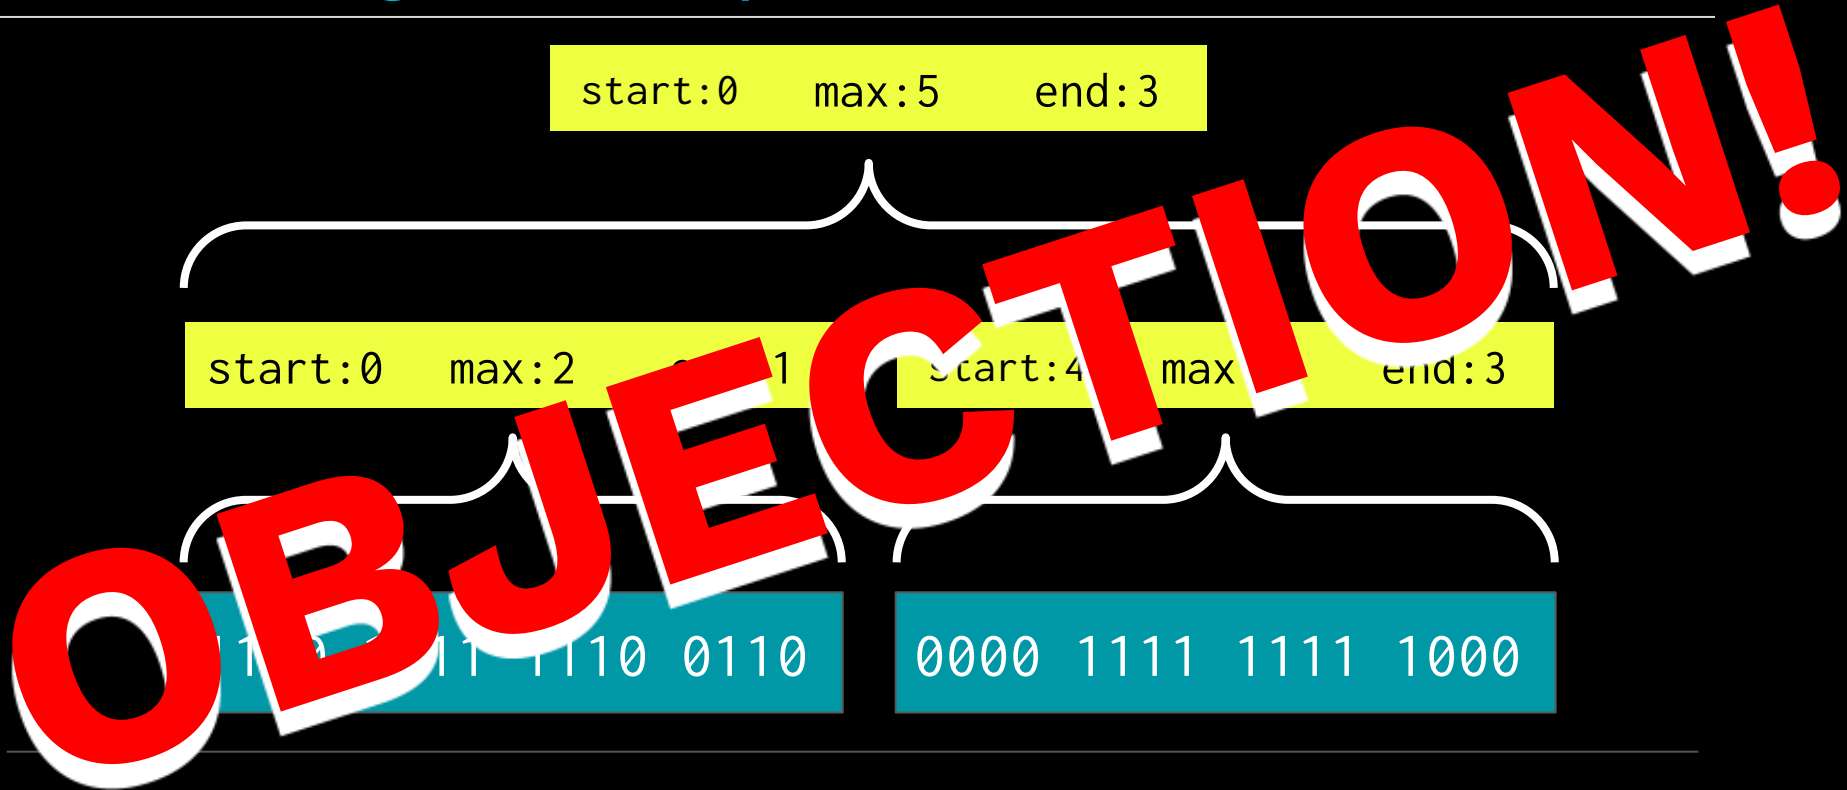 start:0 max:5 end:3
start:0 max:2 1 start:4 max end:3
1110 0110 0000 1111 1111 1000
OBJECTION!